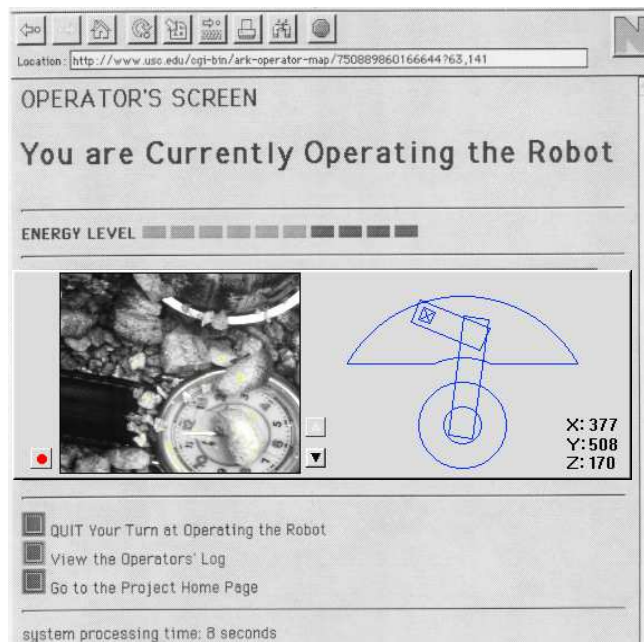 Location: http://www.usc.edu/cgi-bin/ark-operator-map/750889860166644?63,141
N
OPERATOR'S SCREEN
You are Currently Operating the Robot
ENERGY LEVEL
X: 377
Y: 508
Z: 170
QUIT Your Turn at Operating the Robot
View the Operators' Log
Go to the Project Home Page
system processing time: 8 seconds